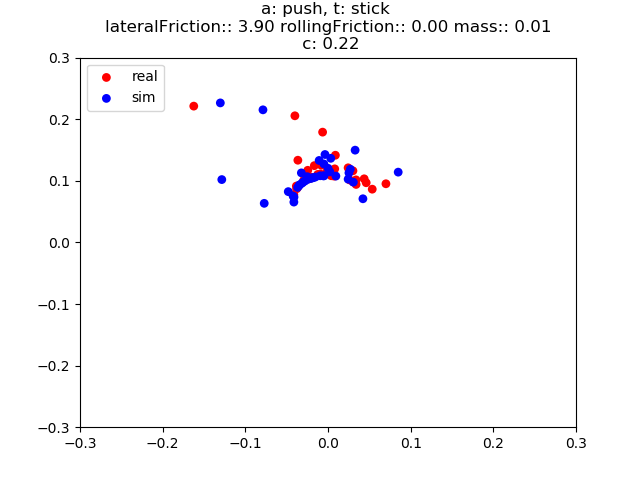 a: push, t: stick
lateralFriction:: 3.90 rollingFriction:: 0.00 mass:: 0.01
c: 0.22
real
sim
0.3
0.2
0.1
0.0
−0.1
−0.2
−0.3
−0.3
−0.2
−0.1
0.0
0.1
0.2
0.3